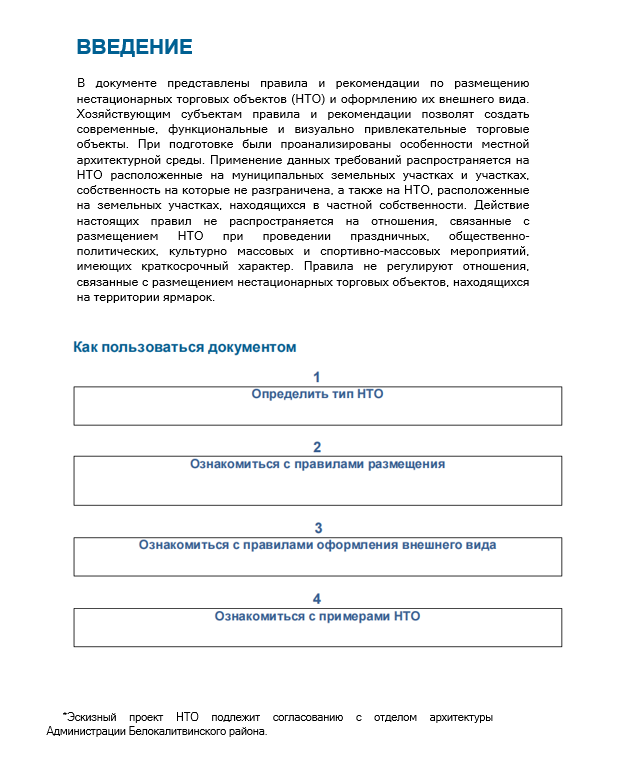 ВВЕДЕНИЕ
В документе представлены правила и рекомендации по размещению
нестационарных торговых объектов (НТО) и оформлению их внешнего вида.
Хозяйствующим субъектам правила и рекомендации позволят создать
современные, функциональные и визуально привлекательные торговые
объекты. При подготовке были проанализированы особенности местной
архитектурной среды. Применение данных требований распространяется на
НТО расположенные на муниципальных земельных участках и участках,
собственность на которые не разграничена, а также на НТО, расположенные
на земельных участках, находящихся в частной собственности. Действие
настоящих правил не распространяется на отношения, связанные с
размещением НТО при проведении праздничных, общественно-
политических, культурно массовых и спортивно-массовых мероприятий,
имеющих краткосрочный характер. Правила не регулируют отношения,
связанные с размещением нестационарных торговых объектов, находящихся
на территории ярмарок.
Как пользоваться документом
1
Определить тип НТО
2
Ознакомиться с правилами размещения
3
Ознакомиться с правилами оформления внешнего вида
4
Ознакомиться с примерами НТО
*Эскизный проект НТО подлежит согласованию с отделом архитектуры
Администрации Белокалитвинского района.